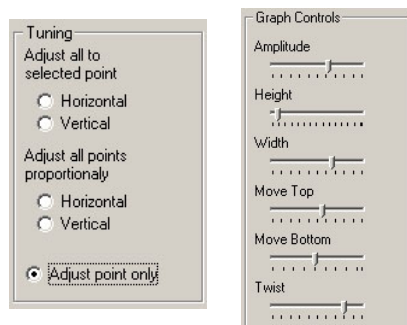 Tuning
Adjust all to
selected point
Horizontal
Vertical
Adjust all points
proportionaly
Horizontal
Vertical
Adjust point only
Graph Controls
Amplitude
Height
Width
Move Top
Move Bottom
Twist